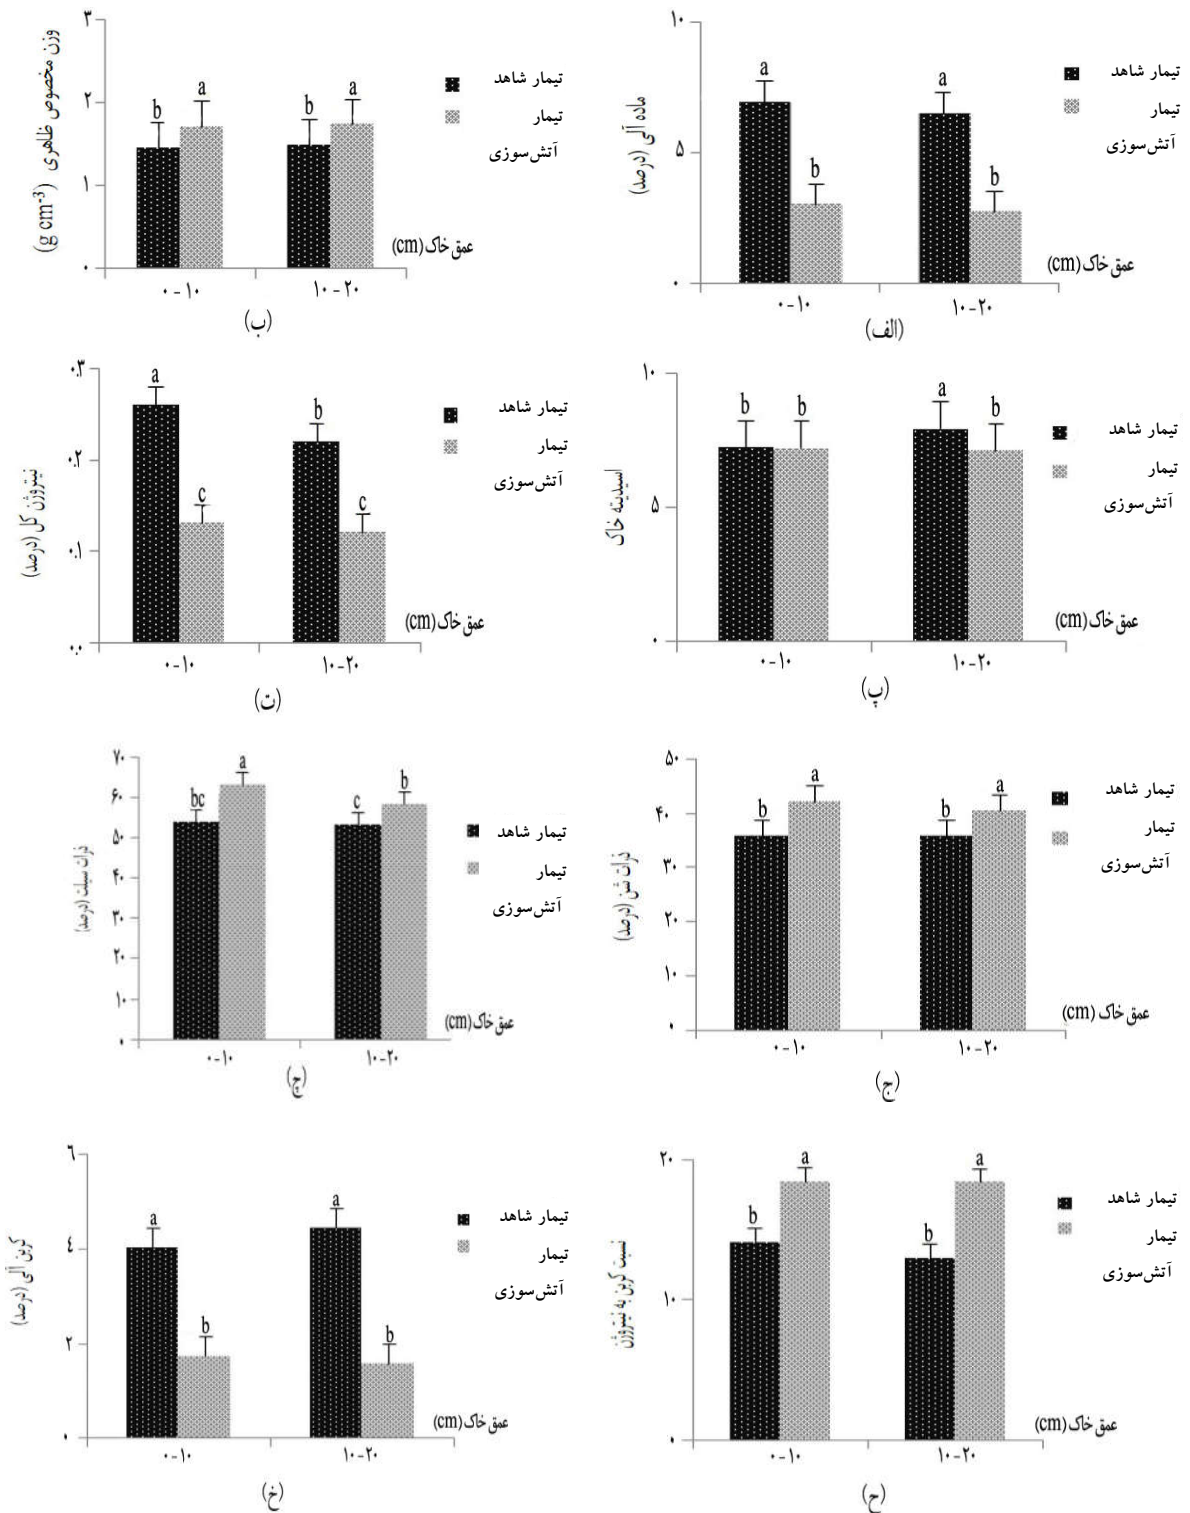 ۱۰
۵
۰
ماده آلی (درصد)
a
b
a
b
تیمار شاهد
تیمار
آتش‌سوزی
عمق خاک (cm)
۰-۱۰
۱۰-۲۰
(الف)
۳
۲
۱
۰
وزن مخصوص ظاهری (g cm-³)
b
a
b
a
تیمار شاهد
تیمار
آتش‌سوزی
عمق خاک (cm)
۰-۱۰
۱۰-۲۰
(ب)
۱۰
۵
۰
اسیدیته خاک
b
b
a
b
تیمار شاهد
تیمار
آتش‌سوزی
عمق خاک (cm)
۰-۱۰
۱۰-۲۰
(پ)
۰.۳
۰.۲
۰.۱
۰.۰
نیتروژن کل (درصد)
a
c
b
c
تیمار شاهد
تیمار
آتش‌سوزی
عمق خاک (cm)
۰-۱۰
۱۰-۲۰
(ت)
۵۰
۴۰
۳۰
۲۰
۱۰
۰
ذرات شن (درصد)
b
a
b
a
تیمار شاهد
تیمار
آتش‌سوزی
عمق خاک (cm)
۰-۱۰
۱۰-۲۰
(ج)
۷۰
۶۰
۵۰
۴۰
۳۰
۲۰
۱۰
۰
ذرات سیلت (درصد)
bc
a
c
b
تیمار شاهد
تیمار
آتش‌سوزی
عمق خاک (cm)
۰-۱۰
۱۰-۲۰
(چ)
۲۰
۱۰
۰
نسبت کربن به نیتروژن
b
a
b
a
تیمار شاهد
تیمار
آتش‌سوزی
عمق خاک (cm)
۰-۱۰
۱۰-۲۰
(ح)
٦
٤
۲
۰
کربن آلی (درصد)
a
b
a
b
تیمار شاهد
تیمار
آتش‌سوزی
عمق خاک (cm)
۰-۱۰
۱۰-۲۰
(خ)